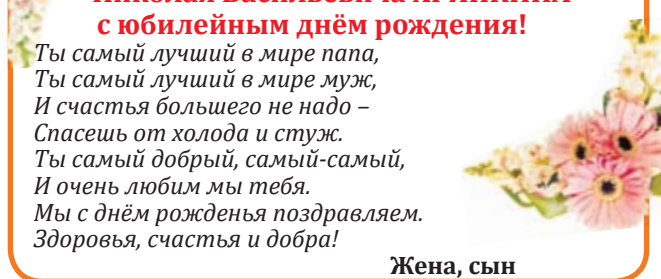 Николая Васильевича
с юбилейным днём рождения!
Ты самый лучший в мире папа,
Ты самый лучший в мире муж,
И счастья большего не надо –
Спасешь от холода и стуж.
Ты самый добрый, самый-самый,
И очень любим мы тебя.
Мы с днём рожденья поздравляем.
Здоровья, счастья и добра!
Жена, сын